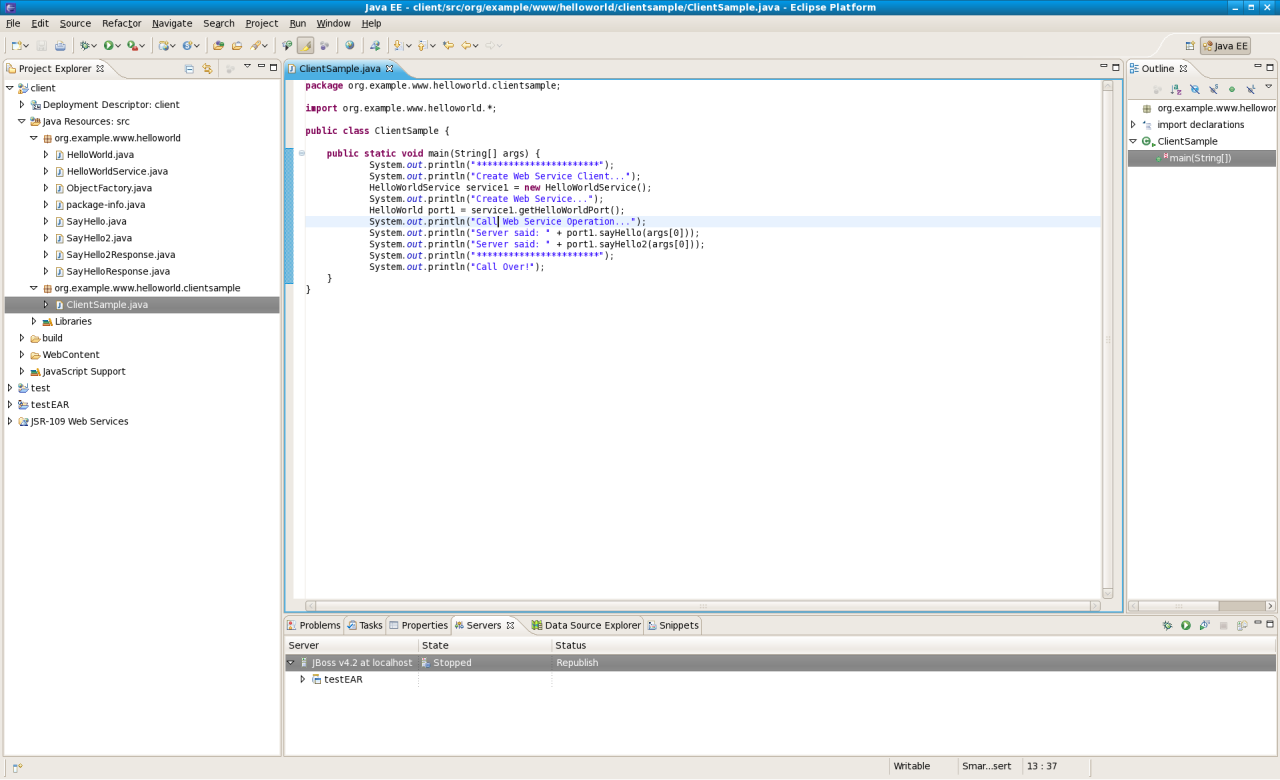 Java EE - client/src/org/example/www/helloworld/clientsample/ClientSample.java - Eclipse Platform
File Edit Source Refactor Navigate Search Project Run Window Help
Java EE
Project Explorer
client
Deployment Descriptor: client
Java Resources: src
org.example.www.helloworld
HelloWorld.java
HelloWorldService.java
ObjectFactory.java
package-info.java
SayHello.java
SayHello2.java
SayHello2Response.java
SayHelloResponse.java
org.example.www.helloworld.clientsample
ClientSample.java
Libraries
build
WebContent
JavaScript Support
test
testEAR
JSR-109 Web Services
ClientSample.java
package org.example.www.helloworld.clientsample;
import org.example.www.helloworld.*;
public class ClientSample {
public static void main(String[] args) {
System.out.println("***********************");
System.out.println("Create Web Service Client...");
HelloWorldService service1 = new HelloWorldService();
System.out.println("Create Web Service...");
HelloWorld port1 = service1.getHelloWorldPort();
System.out.println("Call Web Service Operation...");
System.out.println("Server said: " + port1.sayHello(args[0]));
System.out.println("Server said: " + port1.sayHello2(args[0]));
System.out.println("***********************");
System.out.println("Call Over!");
}
}
Outline
org.example.www.hellowor
import declarations
ClientSample
main(String[])
Problems Tasks Properties Servers Data Source Explorer Snippets
Server State Status
JBoss v4.2 at localhost Stopped Republish
testEAR
Writable Smar...sert 13 : 37